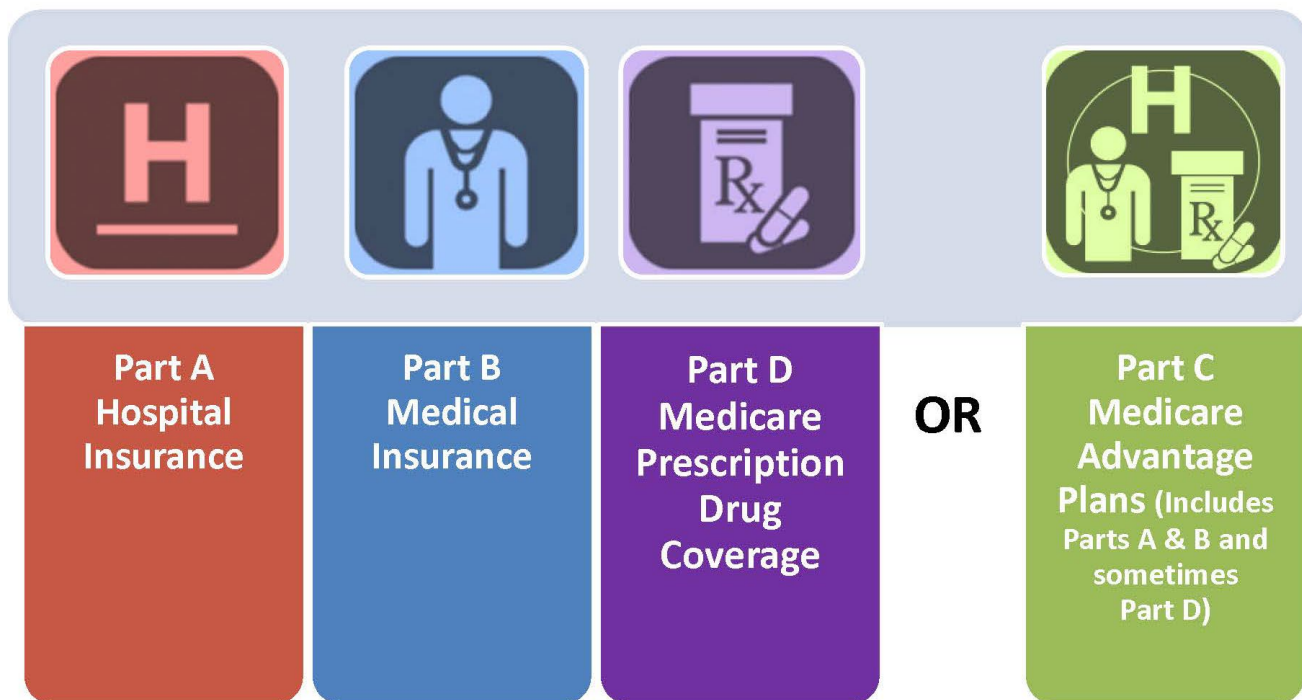 H
Rx
H
Rx
Part A
Hospital
Insurance
Part B
Medical
Insurance
Part D
Medicare
Prescription
Drug
Coverage
OR
Part C
Medicare
Advantage
Plans (Includes
Parts A & B and
sometimes
Part D)